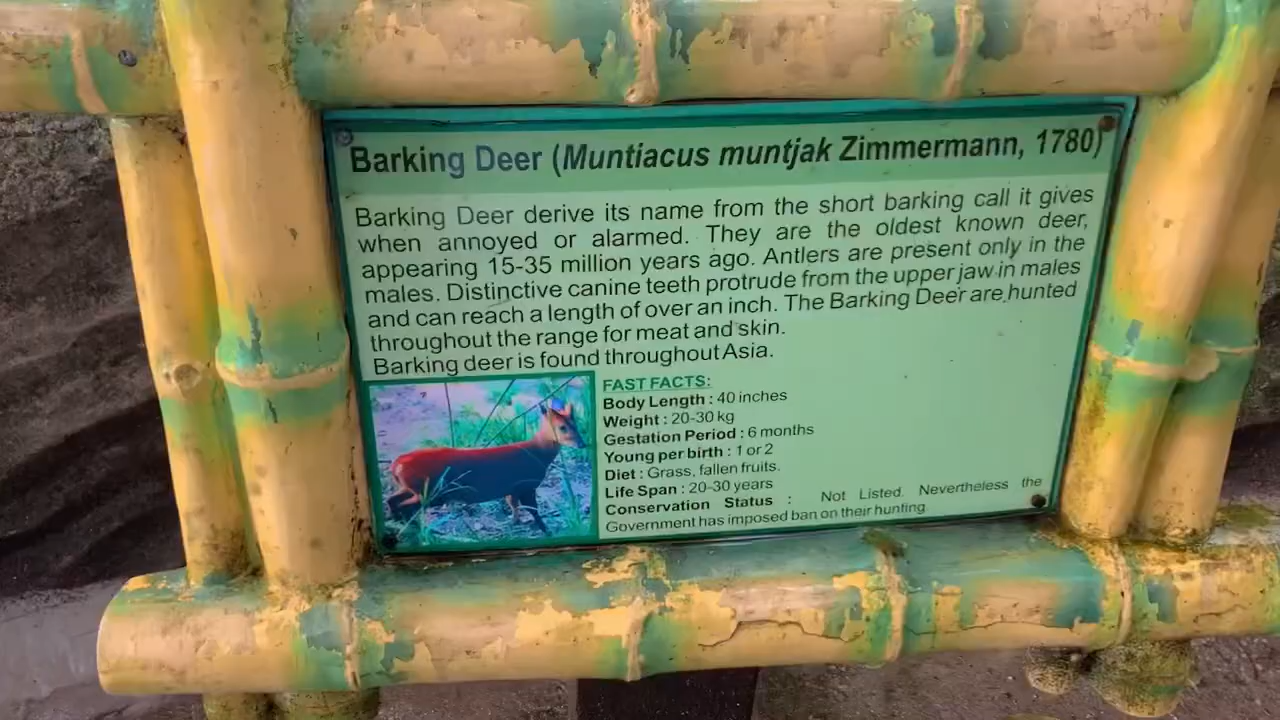 Barking Deer (Muntiacus muntjak Zimmermann, 1780)
Barking Deer derive its name from the short barking call it gives
when annoyed or alarmed. They are the oldest known deer,
appearing 15-35 million years ago. Antlers are present only in the
males. Distinctive canine teeth protrude from the upper jaw in males
and can reach a length of over an inch. The Barking Deer are hunted
throughout the range for meat and skin.
Barking deer is found throughout Asia.
FAST FACTS:
Body Length : 40 inches
Weight : 20-30 kg
Gestation Period : 6 months
Young per birth : 1 or 2
Diet : Grass, fallen fruits.
Life Span : 20-30 years
Conservation Status : Not Listed. Nevertheless the
Government has imposed ban on their hunting